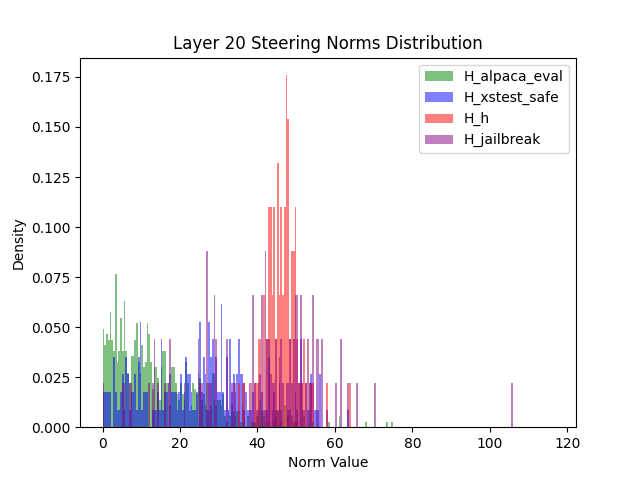 Layer 20 Steering Norms Distribution
H_alpaca_eval
H_xstest_safe
H_h
H_jailbreak
Density
0.175
0.150
0.125
0.100
0.075
0.050
0.025
0.000
0 20 40 60 80 100 120
Norm Value